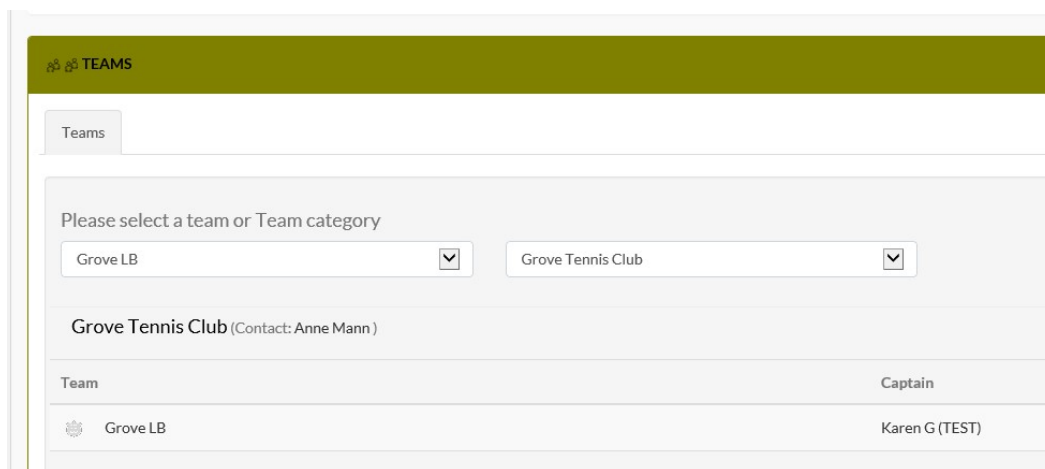 TEAMS
Teams
Please select a team or Team category
Grove LB Grove Tennis Club
Grove Tennis Club (Contact: Anne Mann )
Team Captain
Grove LB Karen G (TEST)